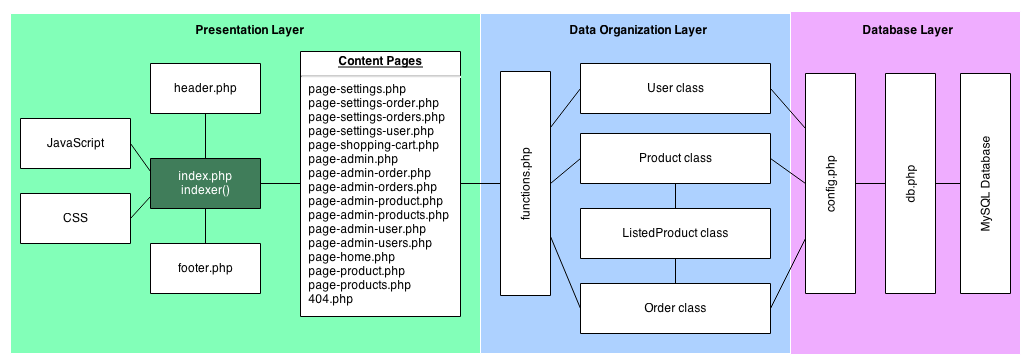 Presentation Layer
header.php
JavaScript
index.php
indexer()
CSS
footer.php
Content Pages
page-settings.php
page-settings-order.php
page-settings-orders.php
page-settings-user.php
page-shopping-cart.php
page-admin.php
page-admin-order.php
page-admin-orders.php
page-admin-product.php
page-admin-products.php
page-admin-user.php
page-admin-users.php
page-home.php
page-product.php
page-products.php
404.php
Data Organization Layer
functions.php
User class
Product class
ListedProduct class
Order class
Database Layer
config.php
db.php
MySQL Database